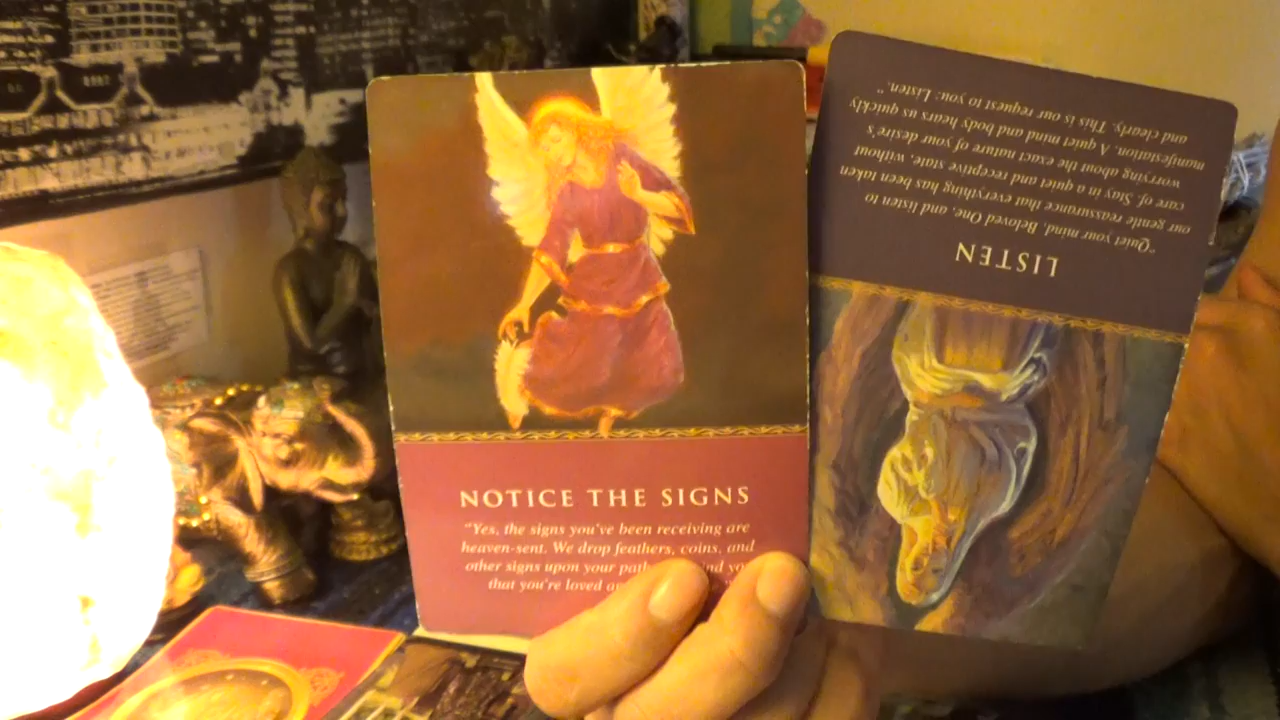 NOTICE THE SIGNS
"Yes, the signs you've been receiving are
heaven-sent. We drop feathers, coins, and
other signs upon your path
that you're loved
LISTEN
"Quiet your mind, Beloved One, and listen to
our gentle reassurance that everything has been taken
care of. Stay in a quiet and receptive state, without
worrying about the exact nature of your desire's
manifestation. A quiet mind and body hears us quickly
and clearly. This is our request to you: Listen."